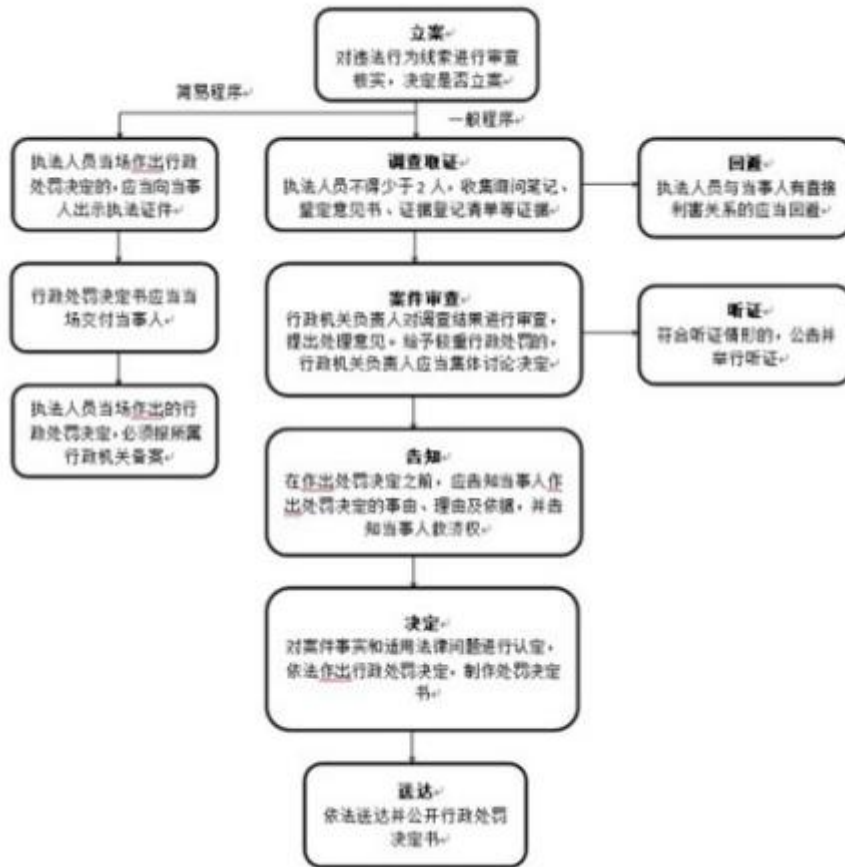 立案
对违法行为线索进行审查
核实，决定是否立案
简易程序
一般程序
执法人员当场作出行政
处罚决定的，应当向当事
人出示执法证件
调查取证
执法人员不得少于2人，收集询问笔记、
鉴定意见书、证据登记清单等证据
回避
执法人员与当事人有直接
利害关系的应当回避
行政处罚决定书应当当
场交付当事人
案件审查
行政机关负责人对调查结果进行审查，
提出处理意见。给予较重行政处罚的，
行政机关负责人应当集体讨论决定
听证
符合听证情形的，公告并
举行听证
执法人员当场作出的行
政处罚决定，必须报所属
行政机关备案
告知
在作出处罚决定之前，应告知当事人作
出处罚决定的事由、理由及依据，并告
知当事人救济权
决定
对案件事实和适用法律问题进行认定，
依法作出行政处罚决定，制作处罚决定
书
送达
依法送达并公开行政处罚
决定书